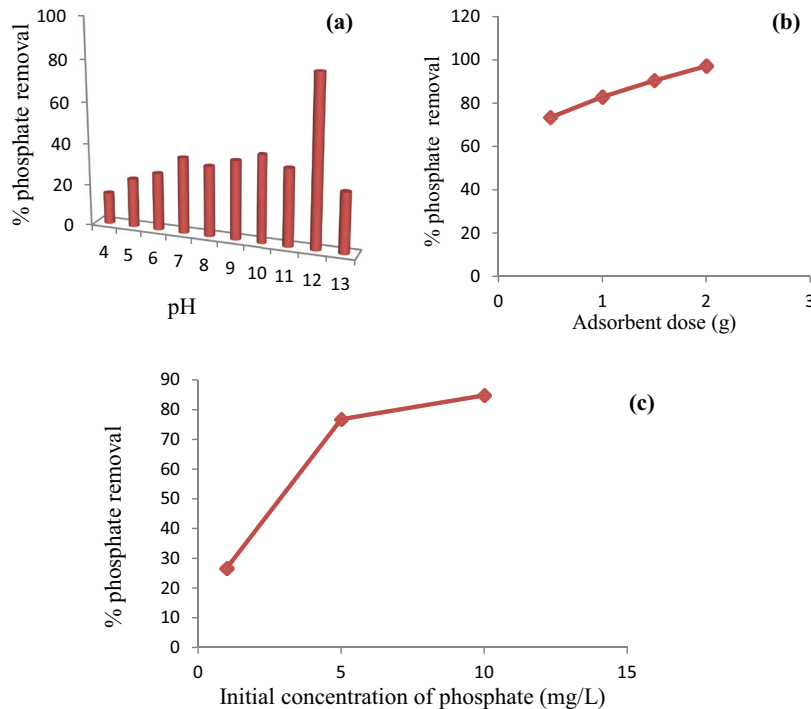 (a)
% phosphate removal
100
80
60
40
20
0
4 5 6 7 8 9 10 11 12 13
pH
(b)
% phosphate removal
120
100
80
60
40
20
0
0 1 2 3
Adsorbent dose (g)
(c)
% phosphate removal
90
80
70
60
50
40
30
20
10
0
0 5 10 15
Initial concentration of phosphate (mg/L)